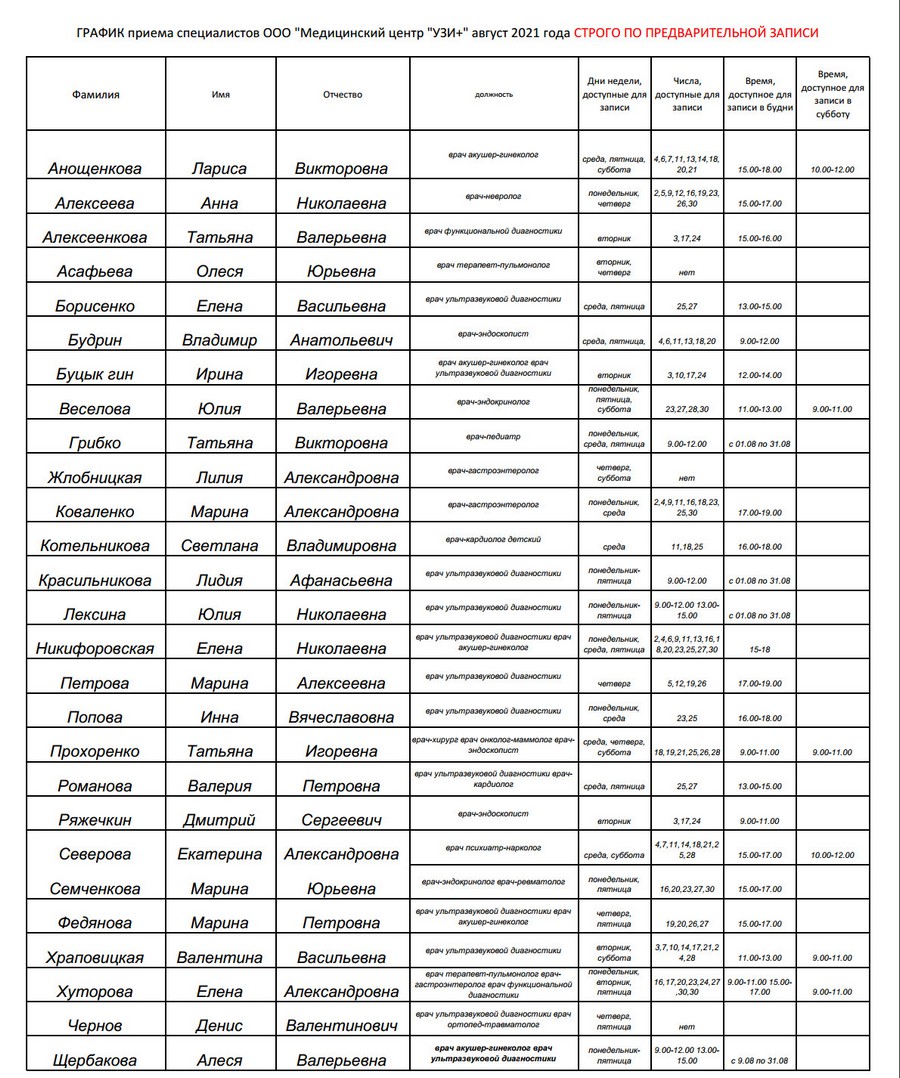 ГРАФИК приема специалистов ООО "Медицинский центр "УЗИ+" август 2021 года СТРОГО ПО ПРЕДВАРИТЕЛЬНОЙ ЗАПИСИ
Фамилия Имя Отчество должность Дни недели, доступные для записи Числа, доступные для записи Время, доступное для записи в будни Время, доступное для записи в субботу
Анощенкова Лариса Викторовна врач акушер-гинеколог среда, пятница, суббота 4,6,7,11,13,14,18,20,21 15.00-18.00 10.00-12.00
Алексеева Анна Николаевна врач-невролог понедельник, четверг 2,5,9,12,16,19,23,26,30 15.00-17.00
Алексеенкова Татьяна Валерьевна врач функциональной диагностики вторник 3,17,24 15.00-16.00
Асафьева Олеся Юрьевна врач терапевт-пульмонолог вторник, четверг нет
Борисенко Елена Васильевна врач ультразвуковой диагностики среда, пятница 25,27 13.00-15.00
Будрин Владимир Анатольевич врач-эндоскопист среда, пятница, 4,6,11,13,18,20 9.00-12.00
Буцык гин Ирина Игоревна врач акушер-гинеколог врач ультразвуковой диагностики вторник 3,10,17,24 12.00-14.00
Веселова Юлия Валерьевна врач-эндокринолог понедельник, пятница, суббота 23,27,28,30 11.00-13.00 9.00-11.00
Грибко Татьяна Викторовна врач-педиатр понедельник, среда, пятница 9.00-12.00 с 01.08 по 31.08
Жлобницкая Лилия Александровна врач-гастроэнтеролог четверг, суббота нет
Коваленко Марина Александровна врач-гастроэнтеролог понедельник, среда 2,4,9,11,16,18,23,25,30 17.00-19.00
Котельникова Светлана Владимировна врач-кардиолог детский среда 11,18,25 16.00-18.00
Красильникова Лидия Афанасьевна врач ультразвуковой диагностики понедельник-пятница 9.00-12.00 с 01.08 по 31.08
Лексина Юлия Николаевна врач ультразвуковой диагностики понедельник-пятница 9.00-12.00 13.00-15.00 с 01.08 по 31.08
Никифоровская Елена Николаевна врач ультразвуковой диагностики врач акушер-гинеколог понедельник, среда, пятница 2,4,6,9,11,13,16,18,20,23,25,27,30 15-18
Петрова Марина Алексеевна врач ультразвуковой диагностики четверг 5,12,19,26 17.00-19.00
Попова Инна Вячеславовна врач ультразвуковой диагностики понедельник, среда 23,25 16.00-18.00
Прохоренко Татьяна Игоревна врач-хирург врач онколог-маммолог врач-эндоскопист среда, четверг, суббота 18,19,21,25,26,28 9.00-11.00 9.00-11.00
Романова Валерия Петровна врач ультразвуковой диагностики врач-кардиолог среда, пятница 25,27 13.00-15.00
Ряжечкин Дмитрий Сергеевич врач-эндоскопист вторник 3,17,24 9.00-11.00
Северова Екатерина Александровна врач психиатр-нарколог среда, суббота 4,7,11,14,18,21,25,28 15.00-17.00 10.00-12.00
Семченкова Марина Юрьевна врач-эндокринолог врач-ревматолог понедельник, пятница 16,20,23,27,30 15.00-17.00
Федянова Марина Петровна врач ультразвуковой диагностики врач акушер-гинеколог четверг, пятница 19,20,26,27 15.00-17.00
Храповицкая Валентина Васильевна врач ультразвуковой диагностики вторник, суббота 3,7,10,14,17,21,24,28 11.00-13.00 9.00-11.00
Хуторова Елена Александровна врач терапевт-пульмонолог врач-гастроэнтеролог врач функциональной диагностики понедельник, вторник, пятница 16,17,20,23,24,27,30,30 9.00-11.00 15.00-17.00 9.00-11.00
Чернов Денис Валентинович врач ультразвуковой диагностики врач ортопед-травматолог четверг, пятница нет
Щербакова Алеся Валерьевна врач акушер-гинеколог врач ультразвуковой диагностики понедельник-пятница 9.00-12.00 13.00-15.00 с 9.08 по 31.08